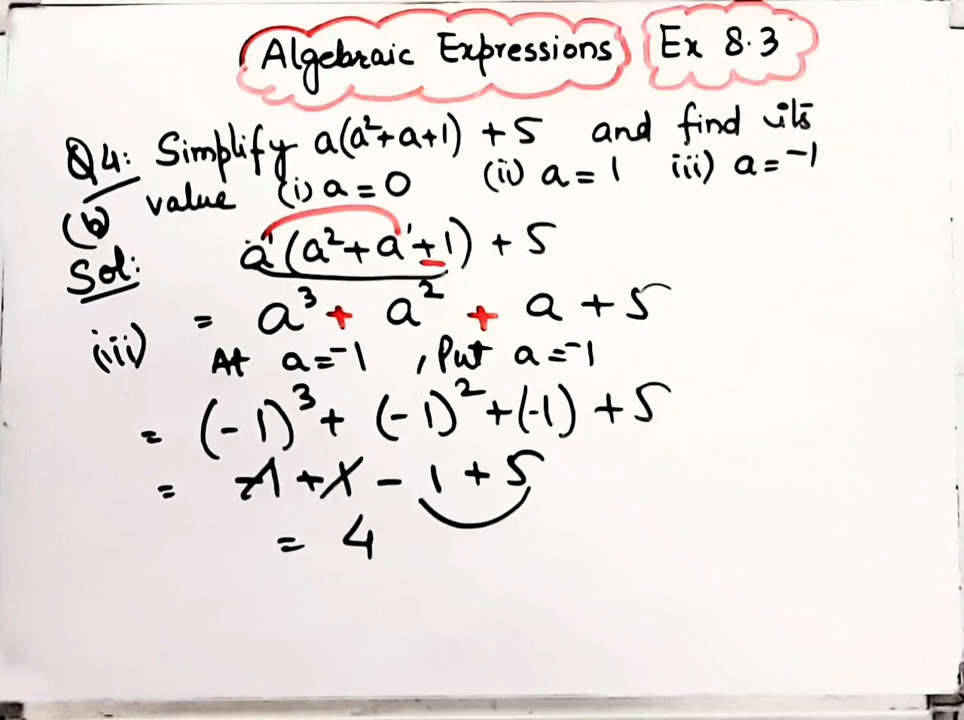 Algebraic Expressions Ex 8.3
Q4: Simplify a(a²+a+1) + 5 and find its
(b) value (i) a = 0 (ii) a = 1 iii) a = -1
Sol: a¹(a²+a¹+1) + 5
= a³ + a² + a + 5
(iii) At a = -1 , Put a = -1
= (-1)³ + (-1)² + (-1) + 5
= -1 + 1 - 1 + 5
= 4